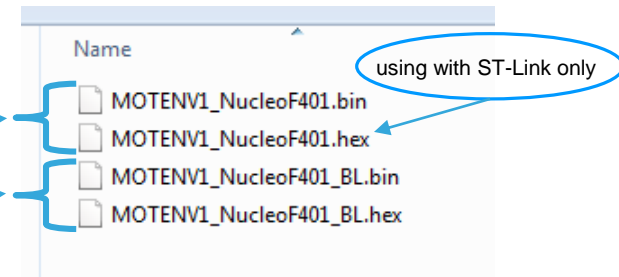 Name
using with ST-Link only
MOTENV1_NucleoF401.bin
MOTENV1_NucleoF401.hex
MOTENV1_NucleoF401_BL.bin
MOTENV1_NucleoF401_BL.hex